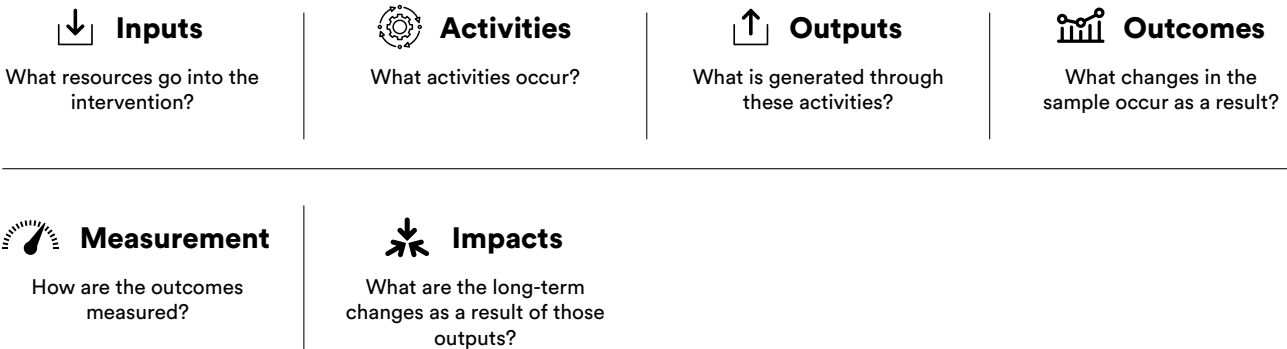 Inputs
What resources go into the
intervention?
Activities
What activities occur?
Outputs
What is generated through
these activities?
Outcomes
What changes in the
sample occur as a result?
Measurement
How are the outcomes
measured?
Impacts
What are the long-term
changes as a result of those
outputs?